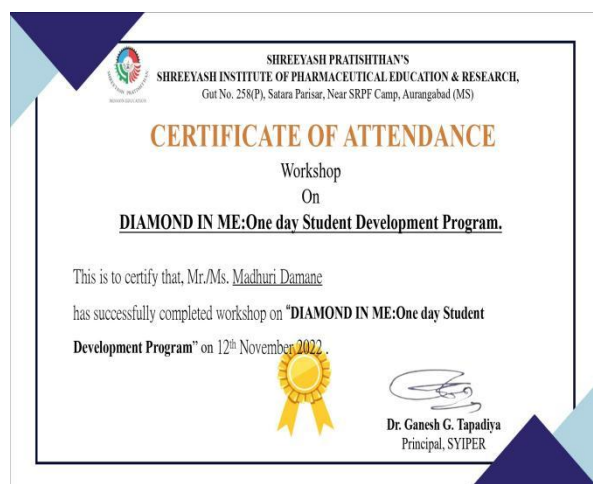 SHREEYASH PRATISHTHAN'S
SHREEYASH INSTITUTE OF PHARMACEUTICAL EDUCATION & RESEARCH,
Gut No. 258(P), Satara Parisar, Near SRPF Camp, Aurangabad (MS)
CERTIFICATE OF ATTENDANCE
Workshop
On
DIAMOND IN ME:One day Student Development Program.
This is to certify that, Mr./Ms. Madhuri Damane
has successfully completed workshop on "DIAMOND IN ME:One day Student
Development Program" on 12th November 2022 .
Dr. Ganesh G. Tapadiya
Principal, SYIPER